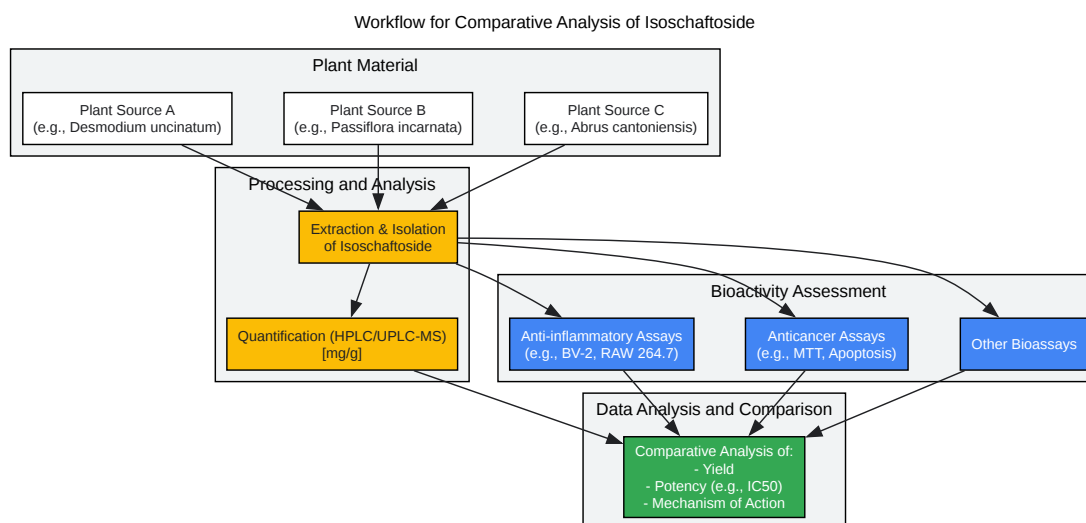 Workflow for Comparative Analysis of Isoschaftoside
Plant Material
Plant Source A
(e.g., Desmodium uncinatum)
Plant Source B
(e.g., Passiflora incarnata)
Plant Source C
(e.g., Abrus cantoniensis)
Processing and Analysis
Extraction & Isolation
of Isoschaftoside
Quantification (HPLC/UPLC-MS)
[mg/g]
Bioactivity Assessment
Anti-inflammatory Assays
(e.g., BV-2, RAW 264.7)
Anticancer Assays
(e.g., MTT, Apoptosis)
Other Bioassays
Data Analysis and Comparison
Comparative Analysis of:
- Yield
- Potency (e.g., IC50)
- Mechanism of Action